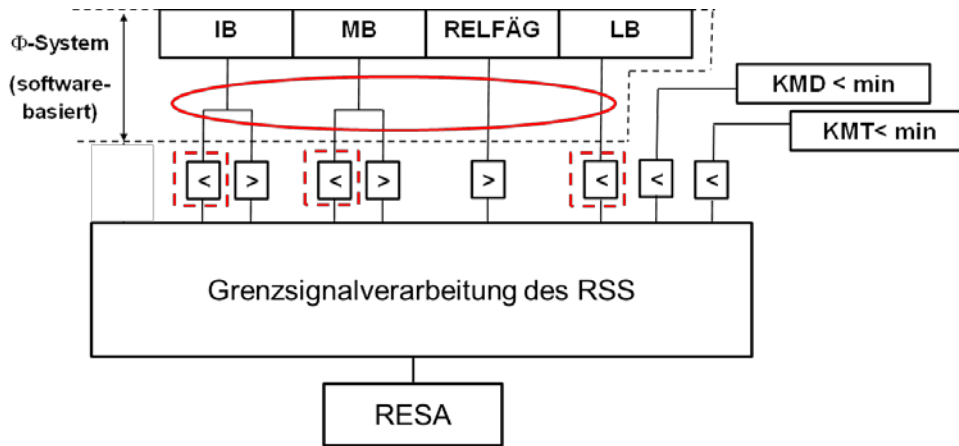 Φ-System
(software-
basiert)
IB MB RELFÄG LB
KMD < min
KMT< min
< > < > > < < <
Grenzsignalverarbeitung des RSS
RESA